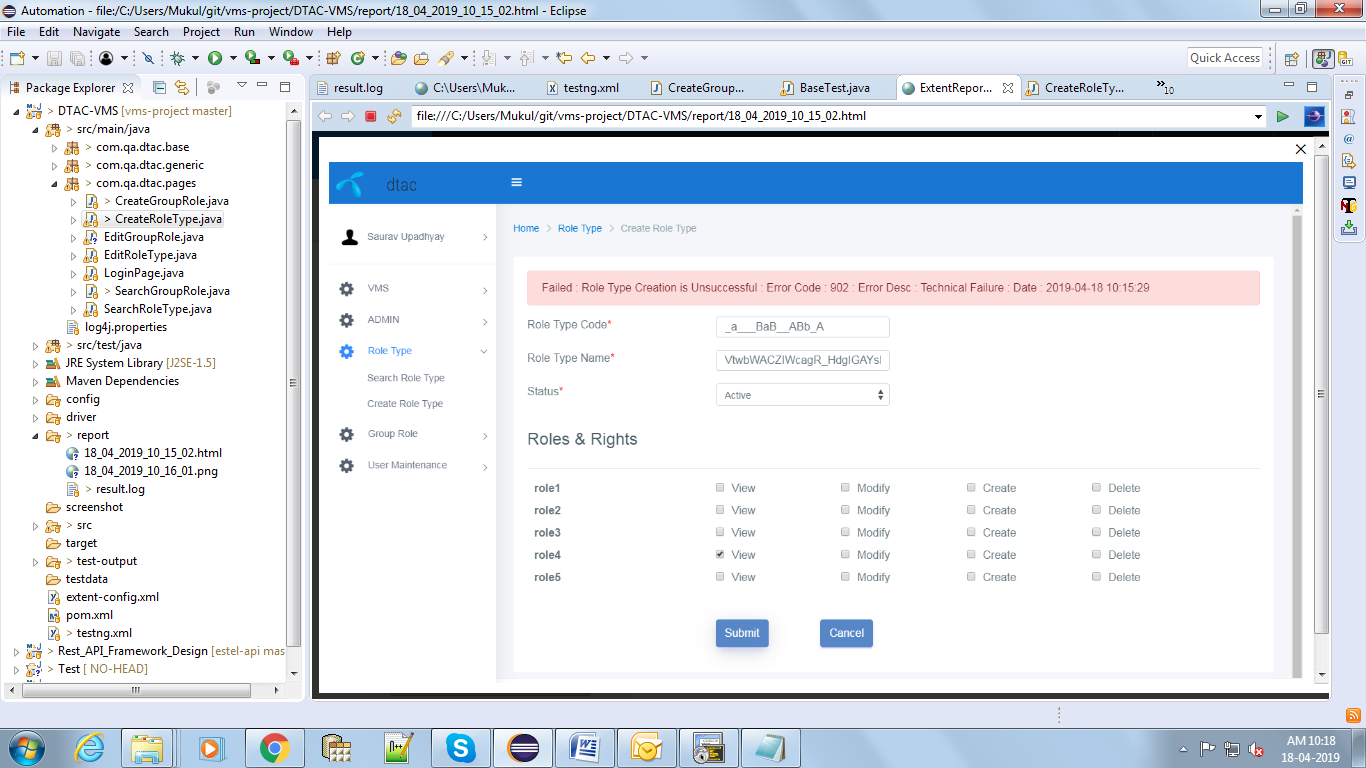 Automation - file:/C:/Users/Mukul/git/vms-project/DTAC-VMS/report/18_04_2019_10_15_02.html - Eclipse
File Edit Navigate Search Project Run Window Help
Quick Access
Package Explorer
result.log C:\Users\Muk... testng.xml CreateGroup... BaseTest.java ExtentRepor... CreateRoleTy... »10
file:///C:/Users/Mukul/git/vms-project/DTAC-VMS/report/18_04_2019_10_15_02.html
> DTAC-VMS [vms-project master]
> src/main/java
> com.qa.dtac.base
> com.qa.dtac.generic
> com.qa.dtac.pages
> CreateGroupRole.java
> CreateRoleType.java
EditGroupRole.java
EditRoleType.java
LoginPage.java
> SearchGroupRole.java
SearchRoleType.java
log4j.properties
> src/test/java
JRE System Library [J2SE-1.5]
Maven Dependencies
config
driver
> report
18_04_2019_10_15_02.html
18_04_2019_10_16_01.png
> result.log
screenshot
> src
target
> test-output
testdata
extent-config.xml
pom.xml
> testng.xml
> Rest_API_Framework_Design [estel-api mas
> Test [ NO-HEAD]
dtac
Saurav Upadhyay
VMS
ADMIN
Role Type
Search Role Type
Create Role Type
Group Role
User Maintenance
Home > Role Type > Create Role Type
Failed : Role Type Creation is Unsuccessful : Error Code : 902 : Error Desc : Technical Failure : Date : 2019-04-18 10:15:29
Role Type Code* _a___BaB__ABb_A
Role Type Name*
Status* Active
Roles & Rights
role1 View Modify Create Delete
role2 View Modify Create Delete
role3 View Modify Create Delete
role4 View Modify Create Delete
role5 View Modify Create Delete
Submit Cancel
AM 10:18
18-04-2019